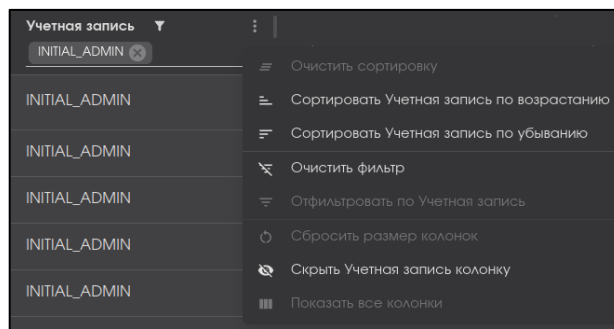 Учетная запись
INITIAL_ADMIN
INITIAL_ADMIN
INITIAL_ADMIN
INITIAL_ADMIN
INITIAL_ADMIN
INITIAL_ADMIN
Очистить сортировку
Сортировать Учетная запись по возрастанию
Сортировать Учетная запись по убыванию
Очистить фильтр
Отфильтровать по Учетная запись
Сбросить размер колонок
Скрыть Учетная запись колонку
Показать все колонки